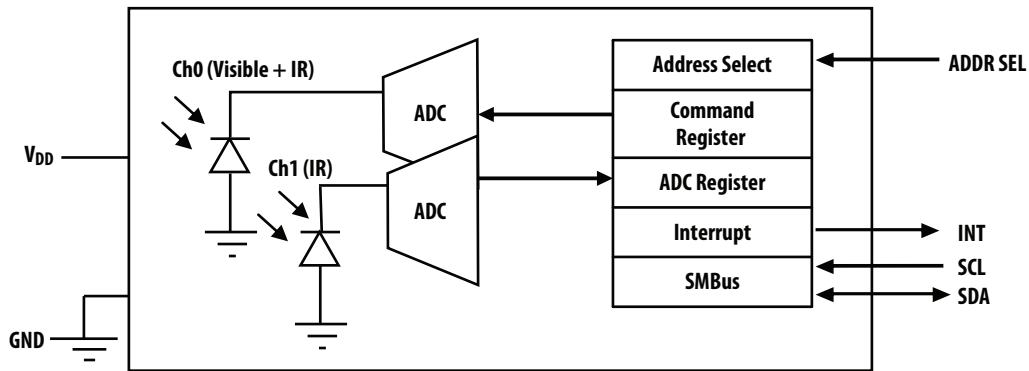 Ch0 (Visible + IR)
ADC
Address Select
ADDR SEL
Command
Register
VDD
Ch1 (IR)
ADC
ADC Register
Interrupt
INT
SMBus
SCL
SDA
GND